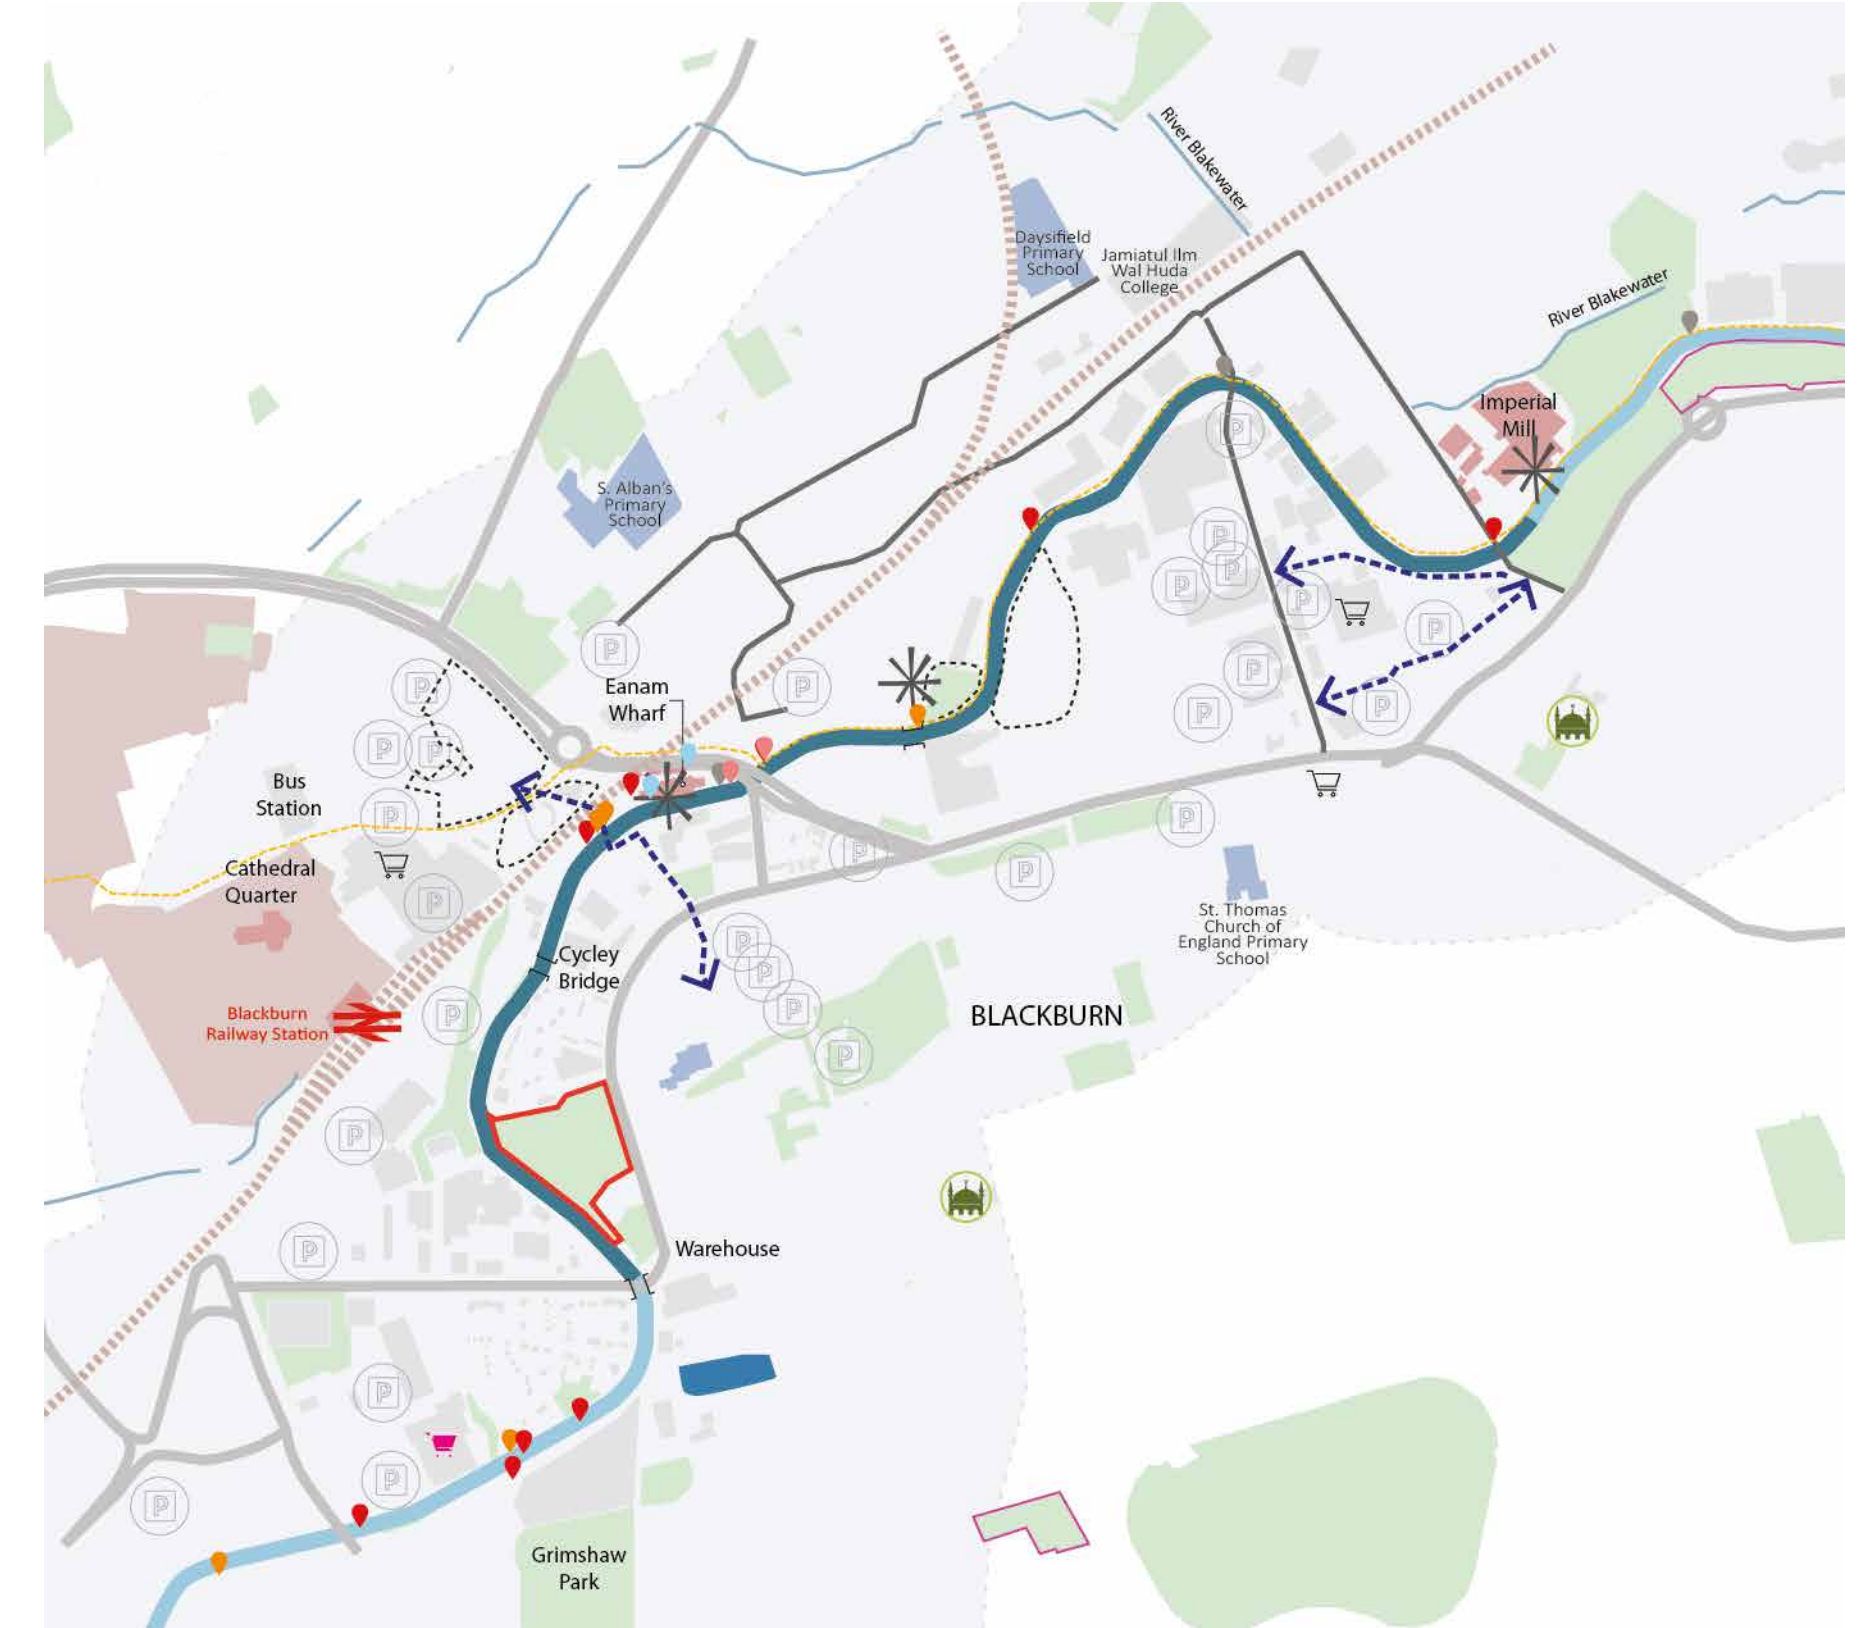 River Blakewater
Daysifield
Primary
School
Jamiatul Ilm
Wal Huda
College
River Blakewater
Imperial
Mill
S. Alban's
Primary
School
P
P
P
P
P
P
P
P
P
Eanam
Wharf
P
P
P
P
P
P
P
Bus
Station
P
P
Cathedral
Quarter
P
P
P
St. Thomas
Church of
England Primary
School
P
P
Cycley
Bridge
P
BLACKBURN
Blackburn
Railway Station
P
P
P
Warehouse
P
P
P
P
Grimshaw
Park